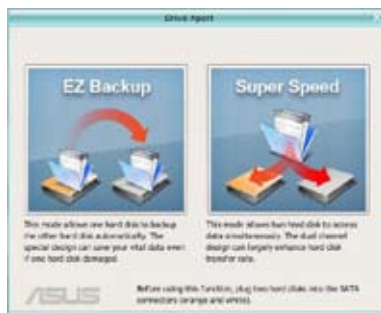 Drive Xpert
EZ Backup
Super Speed
This mode allows one hard disk to backup
the other hard disk automatically. The
special design can save your vital data even
if one hard disk damaged.
This mode allows two hard disk to access
data simultaneously. The dual channel
design can largely enhance hard disk
transfer rate.
ASUS
Before using this function, plug two hard disks into the SATA
connectors (orange and white).